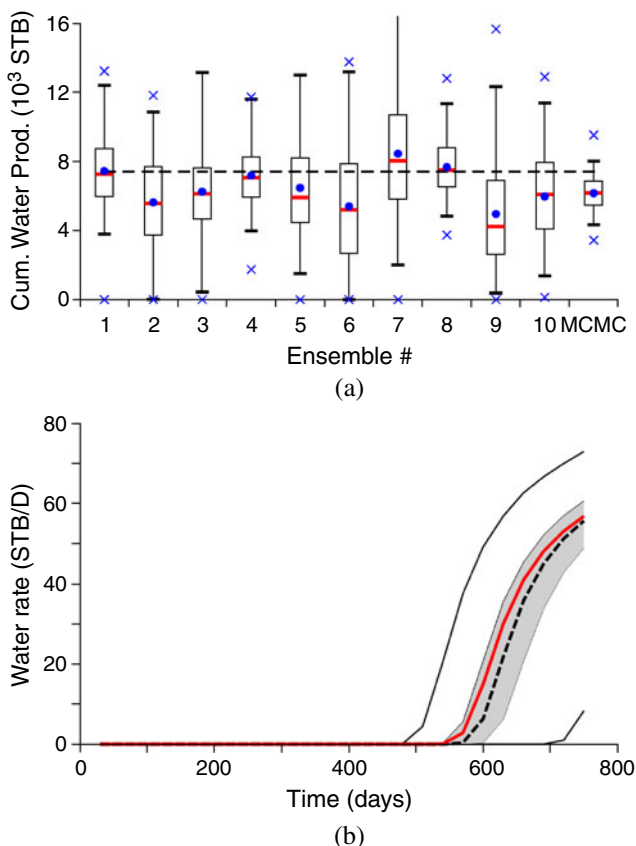 (a)
16
12
8
4
0
Cum. Water Prod. (10³ STB)
1 2 3 4 5 6 7 8 9 10 MCMC
Ensemble #
(a)
80
60
40
20
0
Water rate (STB/D)
0 200 400 600 800
Time (days)
(b)